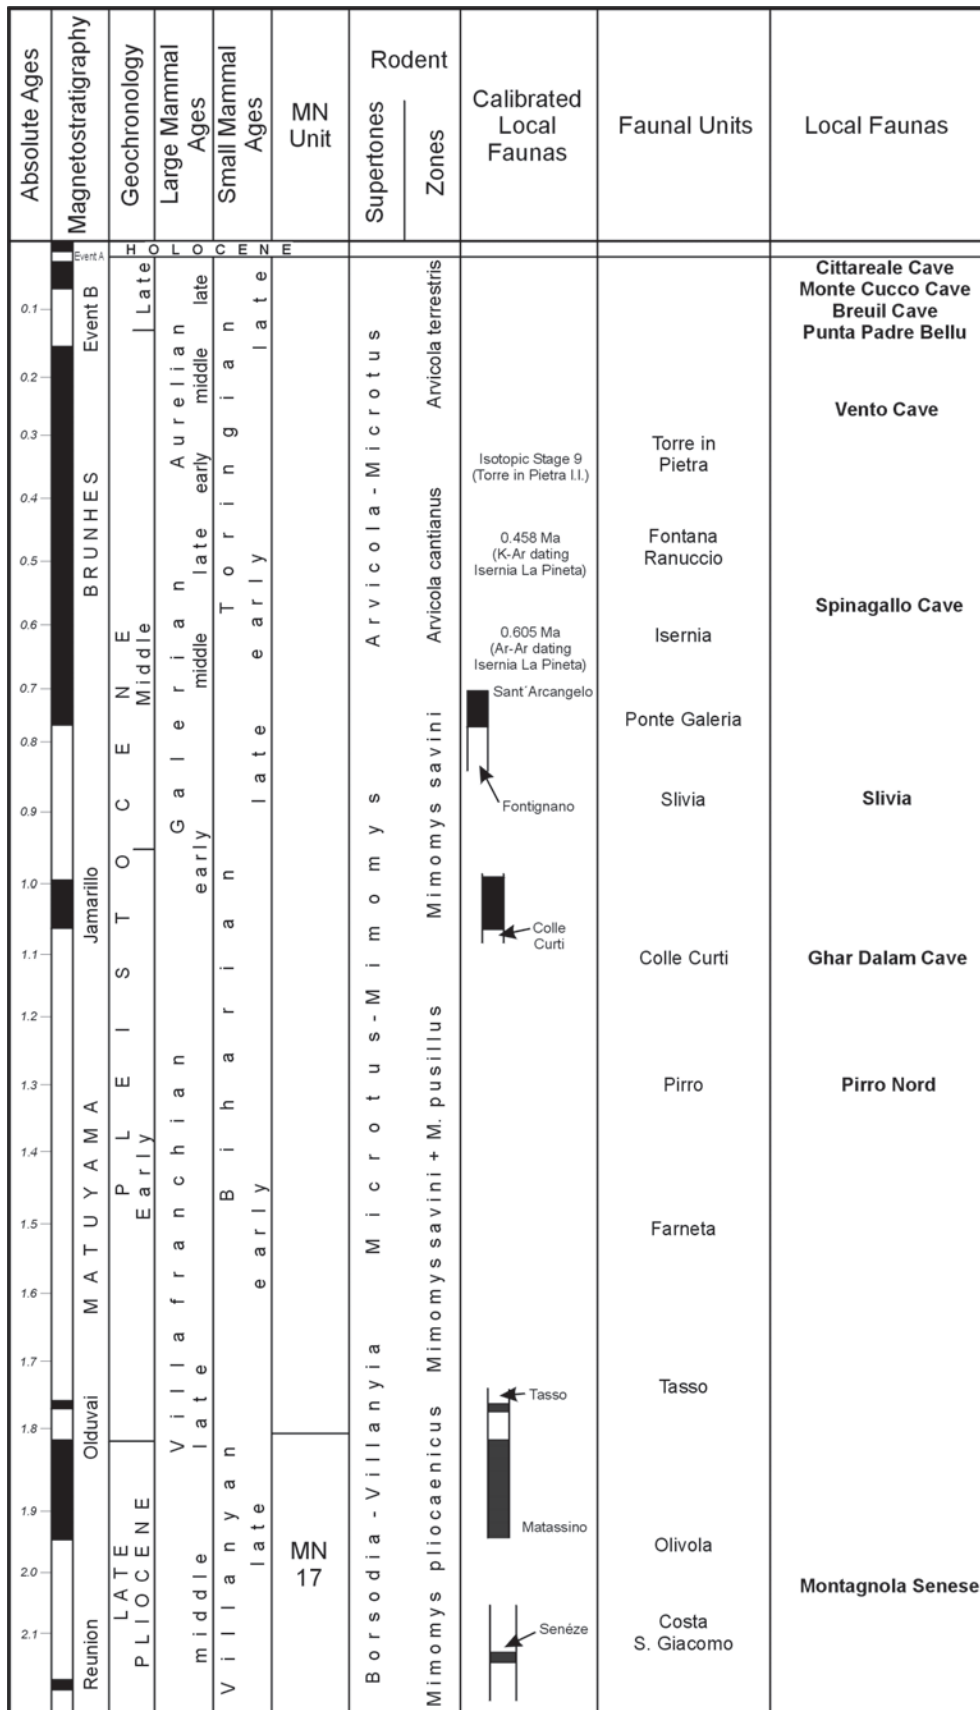 Absolute Ages
Magnetostratigraphy
Geochronology
Large Mammal
Ages
Small Mammal
Ages
MN
Unit
Rodent
Supertones
Zones
Calibrated
Local
Faunas
Faunal Units
Local Faunas
HOLOCENE
0.1
0.2
0.3
0.4
0.5
0.6
0.7
0.8
0.9
1.0
1.1
1.2
1.3
1.4
1.5
1.6
1.7
1.8
1.9
2.0
2.1
Event A
Event B
BRUNHES
Jamarillo
MATUYAMA
Olduvai
Reunion
PLEISTOCENE
Late
Middle
Early
LATE
PLIOCENE
Aurelian
late
middle
early
Galerian
late
middle
early
Villafranchian
late
middle
Toringian
late
early
Biharian
late
early
Villanyan
late
MN
17
Arvicola-Microtus
Microtus-Mimomys
Borsodia-Villanyia
Arvicola terrestris
Arvicola cantianus
Mimomys savini
Mimomys savini + M. pusillus
Mimomys pliocaenicus
Isotopic Stage 9
(Torre in Pietra l.l.)
0.458 Ma
(K-Ar dating
Isernia La Pineta)
0.605 Ma
(Ar-Ar dating
Isernia La Pineta)
Sant´Arcangelo
Fontignano
Colle
Curti
Tasso
Matassino
Senéze
Torre in
Pietra
Fontana
Ranuccio
Isernia
Ponte Galeria
Slivia
Colle Curti
Pirro
Farneta
Tasso
Olivola
Costa
S. Giacomo
Cittareale Cave
Monte Cucco Cave
Breuil Cave
Punta Padre Bellu
Vento Cave
Spinagallo Cave
Slivia
Ghar Dalam Cave
Pirro Nord
Montagnola Senese